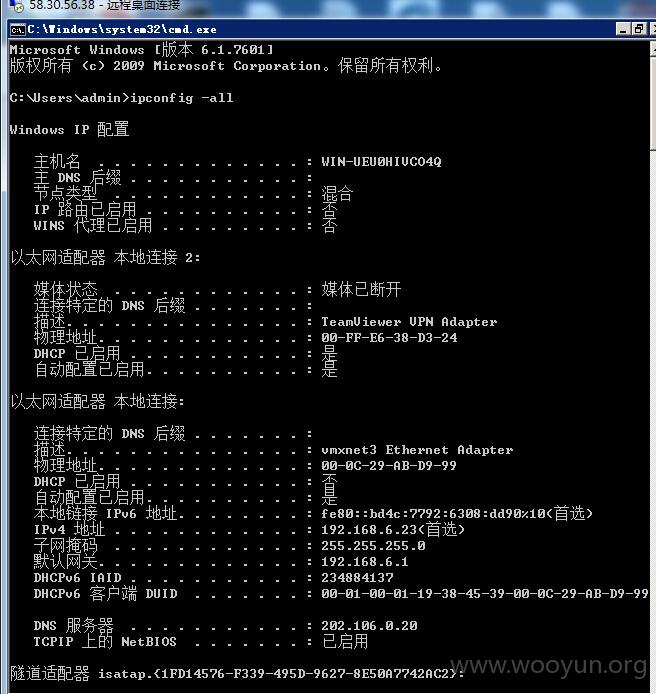 58.30.56.38 - 远程桌面连接
C:\Windows\system32\cmd.exe
Microsoft Windows [版本 6.1.7601]
版权所有 (c) 2009 Microsoft Corporation。保留所有权利。
C:\Users\admin>ipconfig -all
Windows IP 配置
主机名 . . . . . . . . . . . . . : WIN-UEU0HIVCO4Q
主 DNS 后缀 . . . . . . . . . . . :
节点类型 . . . . . . . . . . . . : 混合
IP 路由已启用 . . . . . . . . . . : 否
WINS 代理已启用 . . . . . . . . . : 否
以太网适配器 本地连接 2:
媒体状态 . . . . . . . . . . . . : 媒体已断开
连接特定的 DNS 后缀 . . . . . . . :
描述. . . . . . . . . . . . . . . : TeamViewer VPN Adapter
物理地址. . . . . . . . . . . . . : 00-FF-E6-38-D3-24
DHCP 已启用 . . . . . . . . . . . : 是
自动配置已启用. . . . . . . . . . : 是
以太网适配器 本地连接:
连接特定的 DNS 后缀 . . . . . . . :
描述. . . . . . . . . . . . . . . : vmxnet3 Ethernet Adapter
物理地址. . . . . . . . . . . . . : 00-0C-29-AB-D9-99
DHCP 已启用 . . . . . . . . . . . : 否
自动配置已启用. . . . . . . . . . : 是
本地链接 IPv6 地址. . . . . . . . : fe80::bd4c:7792:6308:dd90%10(首选)
IPv4 地址 . . . . . . . . . . . . : 192.168.6.23(首选)
子网掩码 . . . . . . . . . . . . : 255.255.255.0
默认网关. . . . . . . . . . . . . : 192.168.6.1
DHCPv6 IAID . . . . . . . . . . . : 234884137
DHCPv6 客户端 DUID . . . . . . . : 00-01-00-01-19-38-45-39-00-0C-29-AB-D9-99
DNS 服务器 . . . . . . . . . . . : 202.106.0.20
TCPIP 上的 NetBIOS . . . . . . . : 已启用
隧道适配器 isatap.{1FD14576-F339-495D-9627-8E50A7742AC2}:
www.wooyun.org